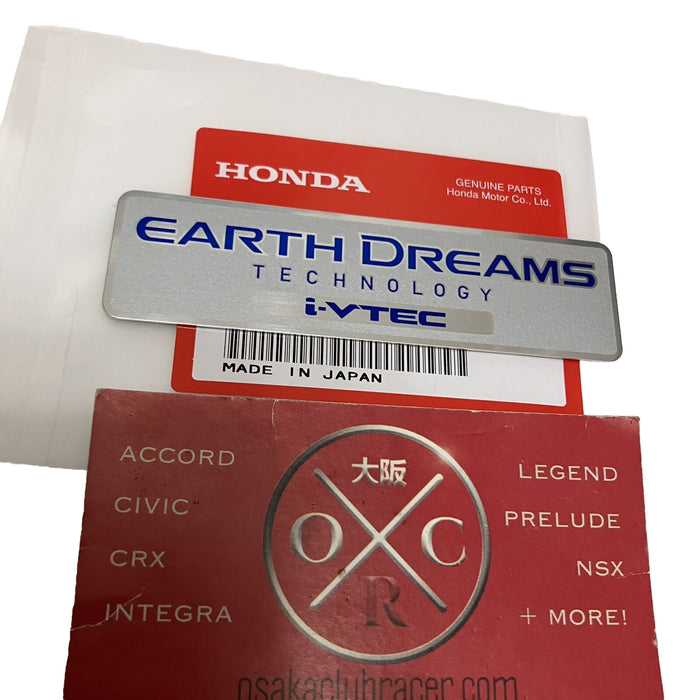 HONDA
GENUINE PARTS
Honda Motor Co., Ltd.
EARTH DREAMS
TECHNOLOGY
i-VTEC
MADE IN JAPAN
ACCORD
CIVIC
CRX
INTEGRA
大阪
O C
R
LEGEND
PRELUDE
NSX
+ MORE!
osakaclubracer.com